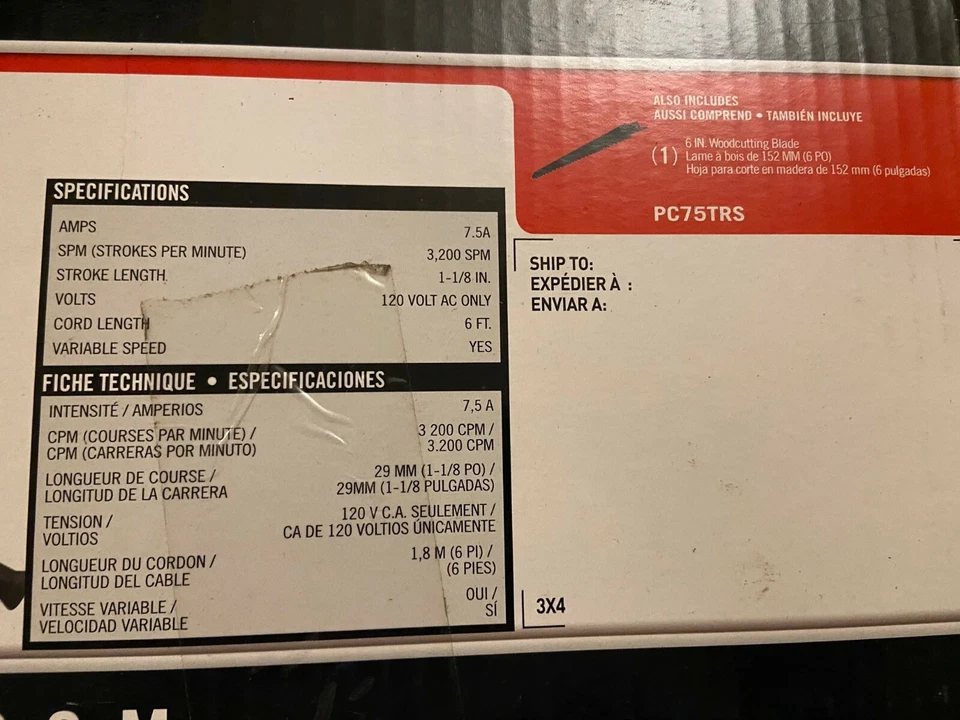 ALSO INCLUDES
AUSSI COMPREND • TAMBIÉN INCLUYE
(1)
6 IN. Woodcutting Blade
Lame à bois de 152 MM (6 PO)
Hoja para corte en madera de 152 mm (6 pulgadas)
PC75TRS
SPECIFICATIONS
AMPS 7.5A
SPM (STROKES PER MINUTE) 3,200 SPM
STROKE LENGTH 1-1/8 IN.
VOLTS 120 VOLT AC ONLY
CORD LENGTH 6 FT.
VARIABLE SPEED YES
FICHE TECHNIQUE • ESPECIFICACIONES
INTENSITÉ / AMPERIOS 7,5 A
CPM (COURSES PAR MINUTE) / 3 200 CPM /
CPM (CARRERAS POR MINUTO) 3.200 CPM
LONGUEUR DE COURSE / 29 MM (1-1/8 PO) /
LONGITUD DE LA CARRERA 29MM (1-1/8 PULGADAS)
TENSION / 120 V C.A. SEULEMENT /
VOLTIOS CA DE 120 VOLTIOS ÚNICAMENTE
LONGUEUR DU CORDON / 1,8 M (6 PI) /
LONGITUD DEL CABLE (6 PIES)
VITESSE VARIABLE / OUI /
VELOCIDAD VARIABLE SÍ
SHIP TO:
EXPÉDIER À :
ENVIAR A:
3X4